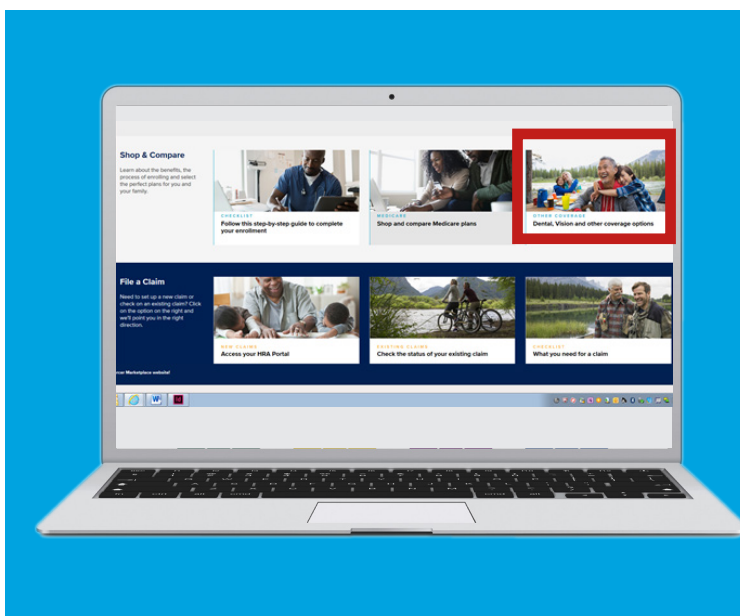 Shop & Compare
Learn about the benefits, the
process of enrolling and select
the perfect plans for you and
your family.
CHECKLIST
Follow this step-by-step guide to complete
your enrollment
MEDICARE
Shop and compare Medicare plans
OTHER COVERAGE
Dental, Vision and other coverage options
File a Claim
Need to set up a new claim or
check on an existing claim? Click
on the option on the right and
we'll point you in the right
direction.
NEW CLAIMS
Access your HRA Portal
EXISTING CLAIMS
Check the status of your existing claim
CHECKLIST
What you need for a claim
rcer Marketplace website!